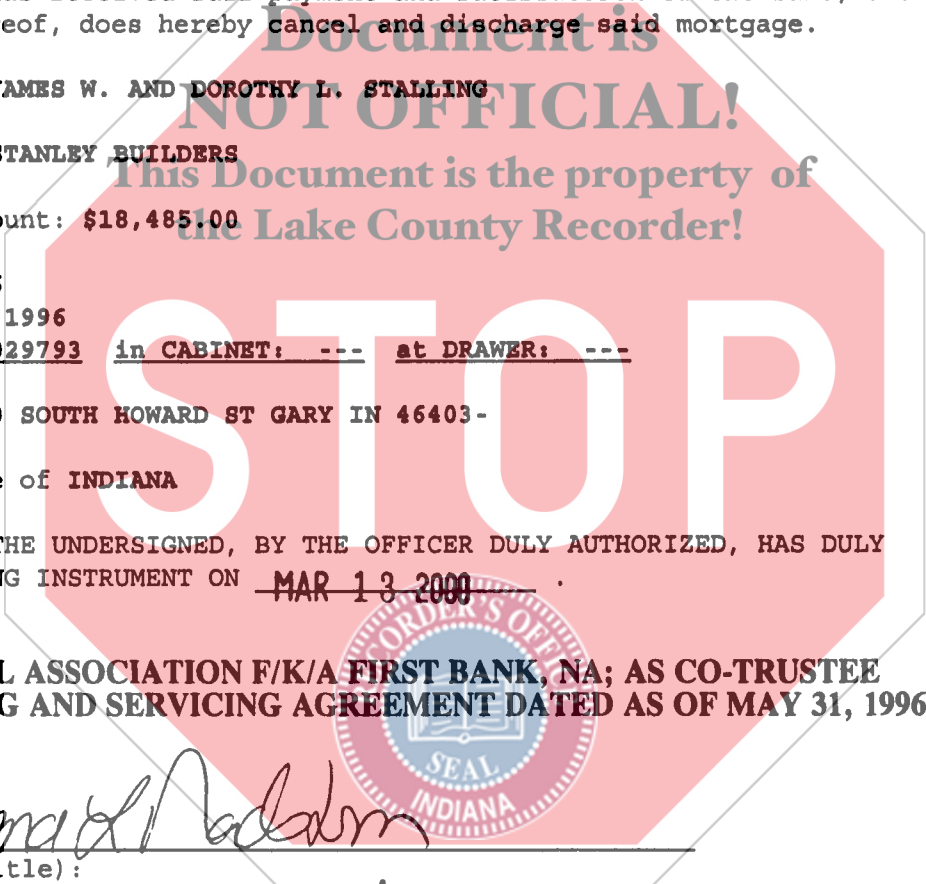 eof, does hereby cancel and discharge said mortgage.
Document is
NOT OFFICIAL!
AMES W. AND DOROTHY L. STALLING
STANLEY BUILDERS
This Document is the property of
the Lake County Recorder!
unt: $18,485.00
1996
29793 in CABINET: --- at DRAWER: ---
SOUTH HOWARD ST GARY IN 46403-
STOP
e of INDIANA
THE UNDERSIGNED, BY THE OFFICER DULY AUTHORIZED, HAS DULY
G INSTRUMENT ON MAR 13 2000 .
RECORDER'S OFFICE
L ASSOCIATION F/K/A FIRST BANK, NA; AS CO-TRUSTEE
G AND SERVICING AGREEMENT DATED AS OF MAY 31, 1996
SEAL
INDIANA
itle):